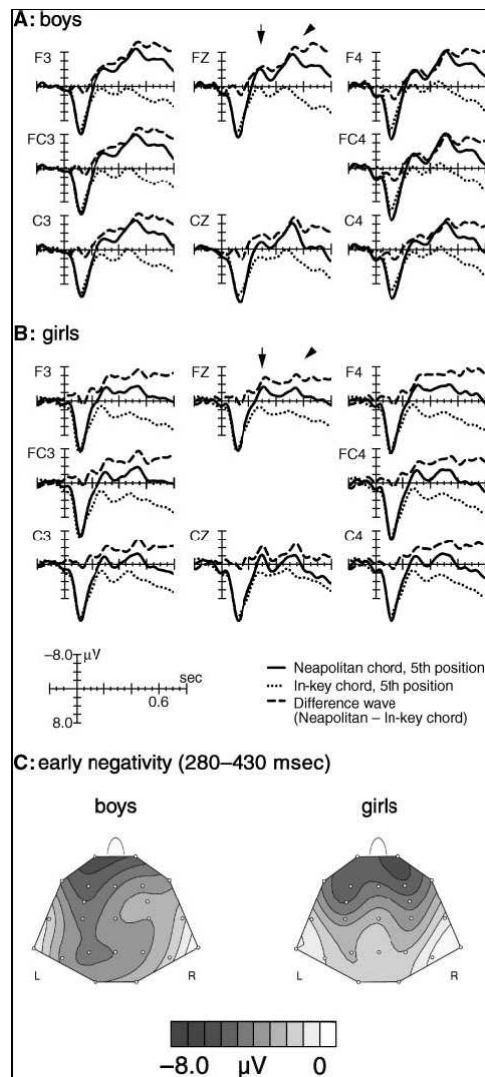 A: boys
F3 FZ F4
FC3 FC4
C3 CZ C4
B: girls
F3 FZ F4
FC3 FC4
C3 CZ C4
−8.0 μV
sec
0.6
8.0
Neapolitan chord, 5th position
In-key chord, 5th position
Difference wave
(Neapolitan – In-key chord)
C: early negativity (280–430 msec)
boys girls
L R L R
−8.0 μV 0